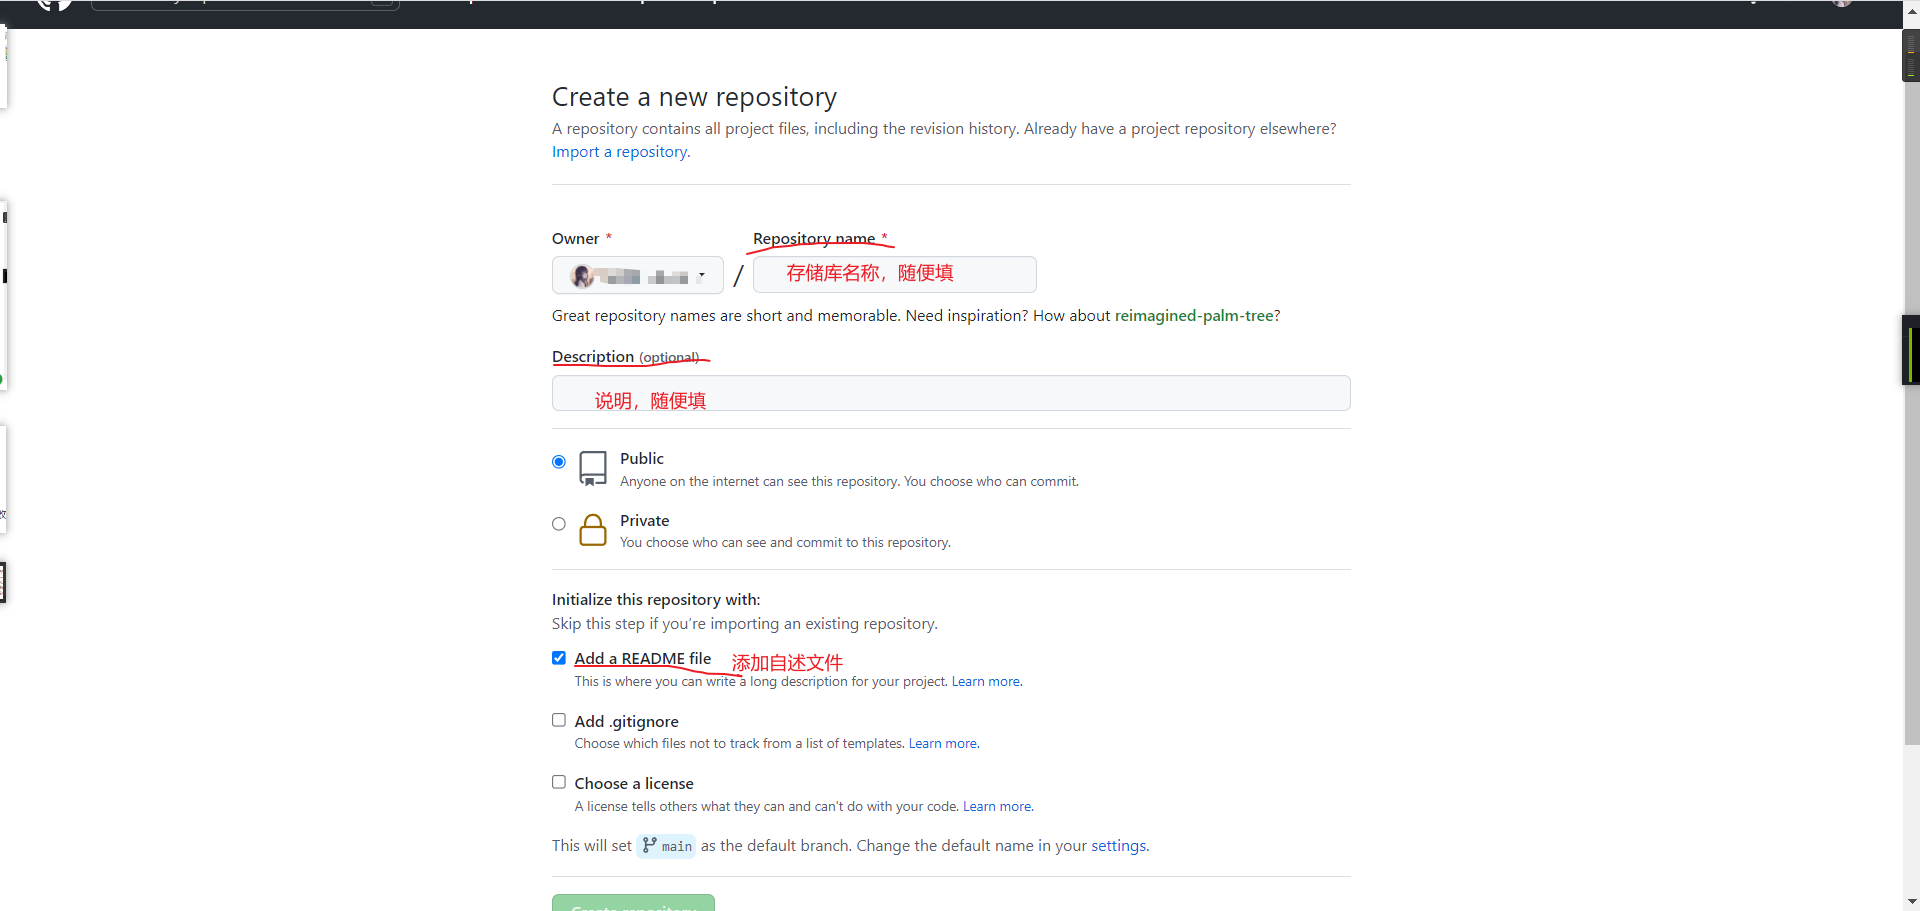 Create a new repository
A repository contains all project files, including the revision history. Already have a project repository elsewhere?
Import a repository.
Owner *
Repository name *
/
存储库名称，随便填
Great repository names are short and memorable. Need inspiration? How about reimagined-palm-tree?
Description (optional)
说明，随便填
Public
Anyone on the internet can see this repository. You choose who can commit.
Private
You choose who can see and commit to this repository.
Initialize this repository with:
Skip this step if you’re importing an existing repository.
Add a README file 添加自述文件
This is where you can write a long description for your project. Learn more.
Add .gitignore
Choose which files not to track from a list of templates. Learn more.
Choose a license
A license tells others what they can and can't do with your code. Learn more.
This will set main as the default branch. Change the default name in your settings.